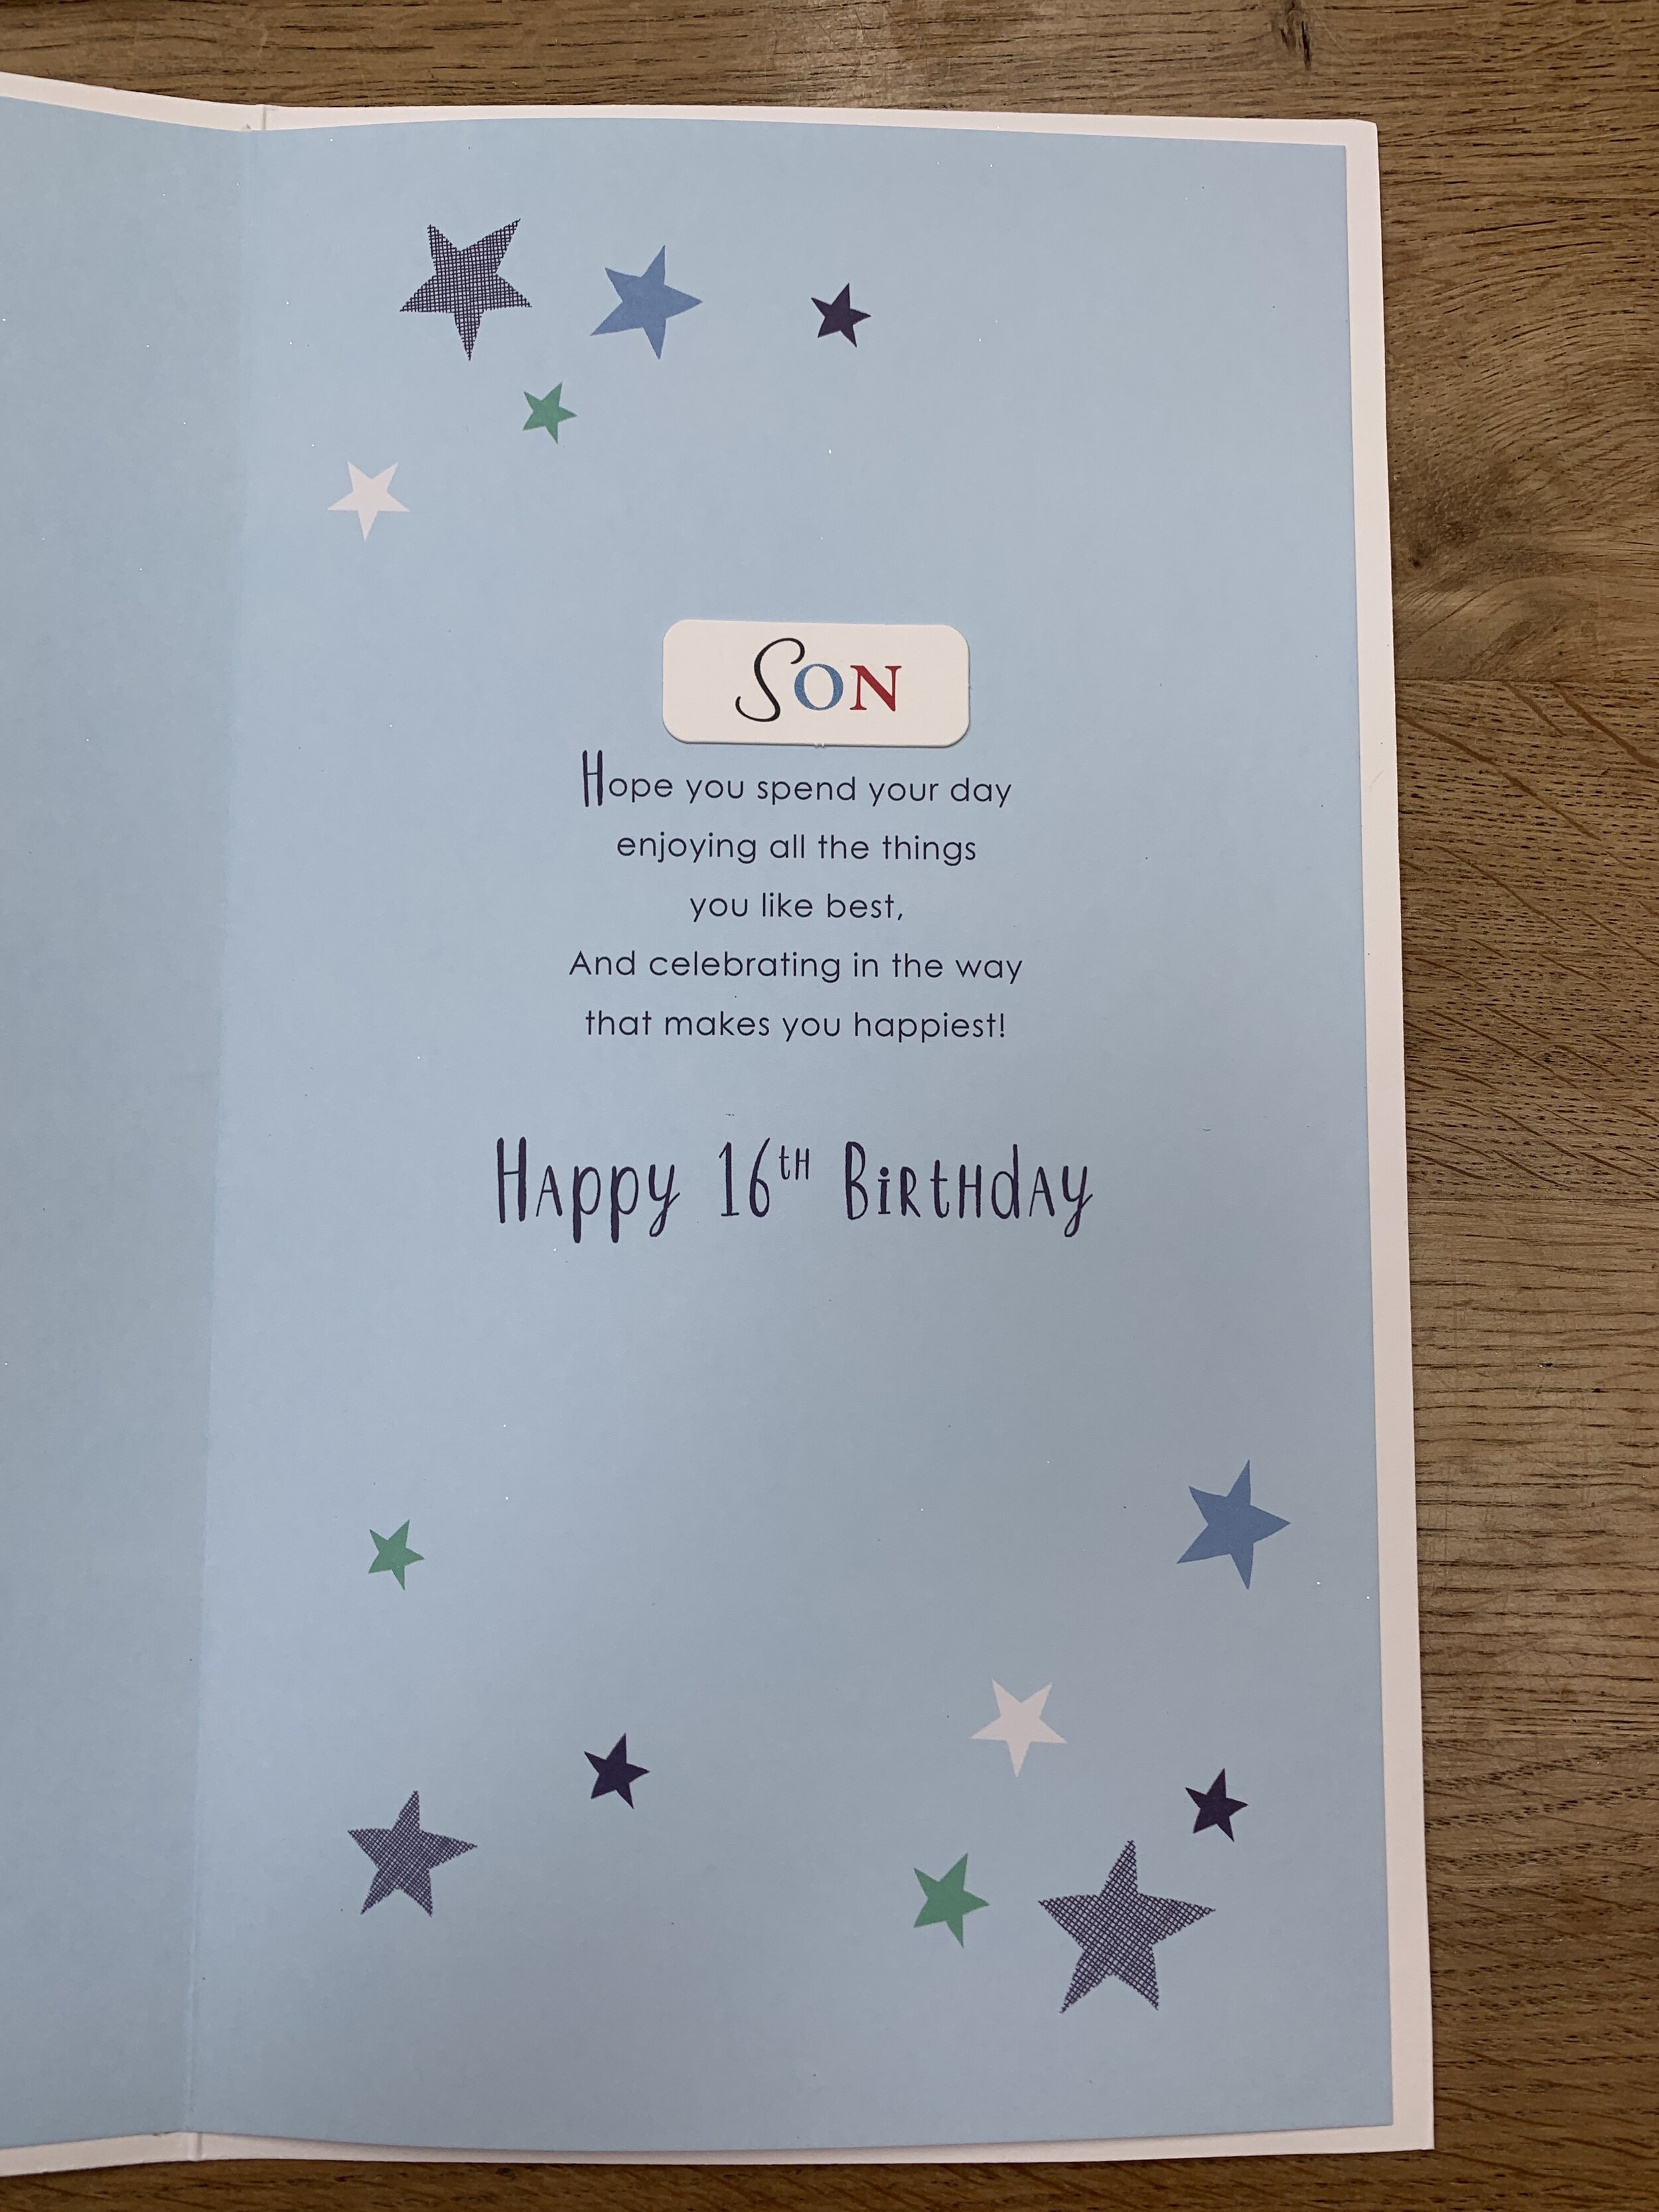 Son
Hope you spend your day
enjoying all the things
you like best,
And celebrating in the way
that makes you happiest!
Happy 16th Birthday